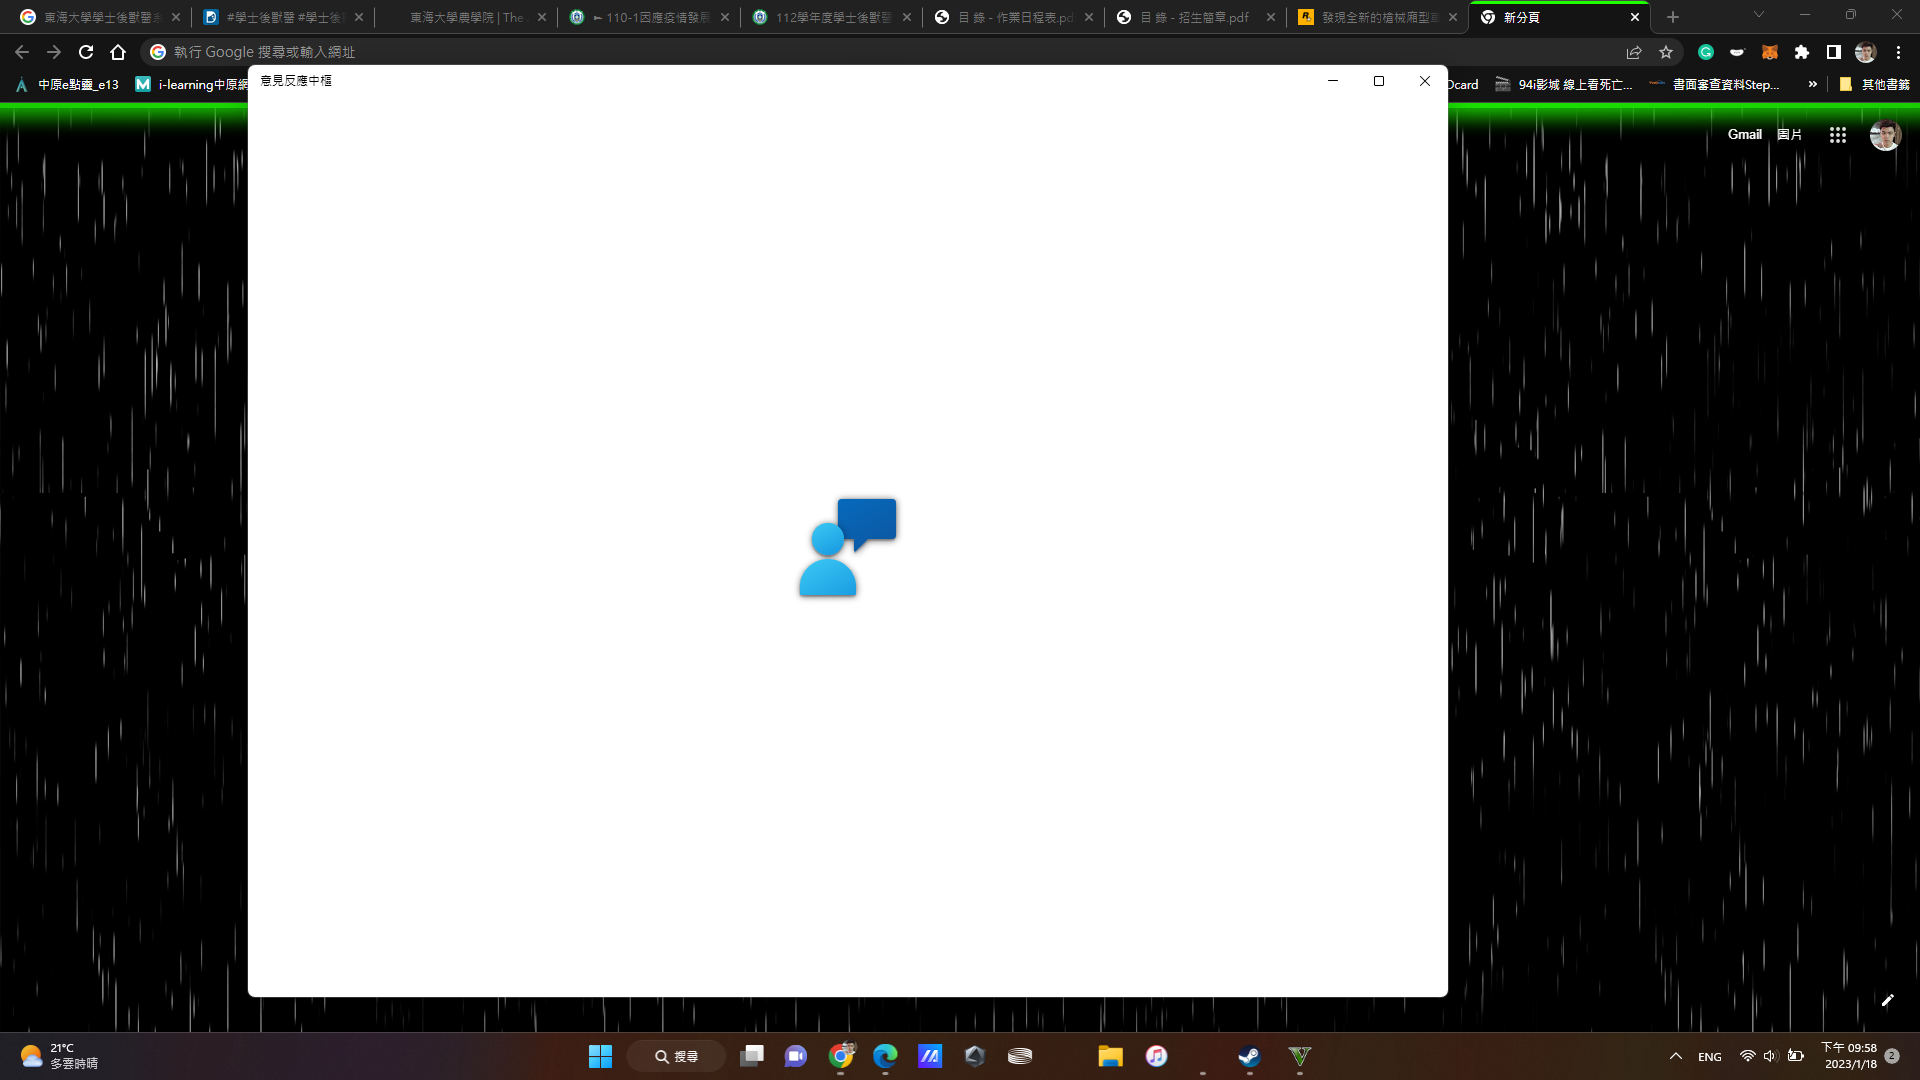 東海大學學士後獸醫系
#學士後獸醫 #學士後
東海大學農學院 | The
► 110-1因應疫情發展
112學年度學士後獸醫
目 錄 - 作業日程表.pd
目 錄 - 招生簡章.pdf
發現全新的槍械廂型車
新分頁
執行 Google 搜尋或輸入網址
中原e點靈_e13
i-learning中原網
Dcard
94i影城 線上看死亡...
書面審查資料Step...
»
其他書籤
意見反應中樞
Gmail
圖片
21°C
多雲時晴
搜尋
ENG
下午 09:58
2023/1/18
2